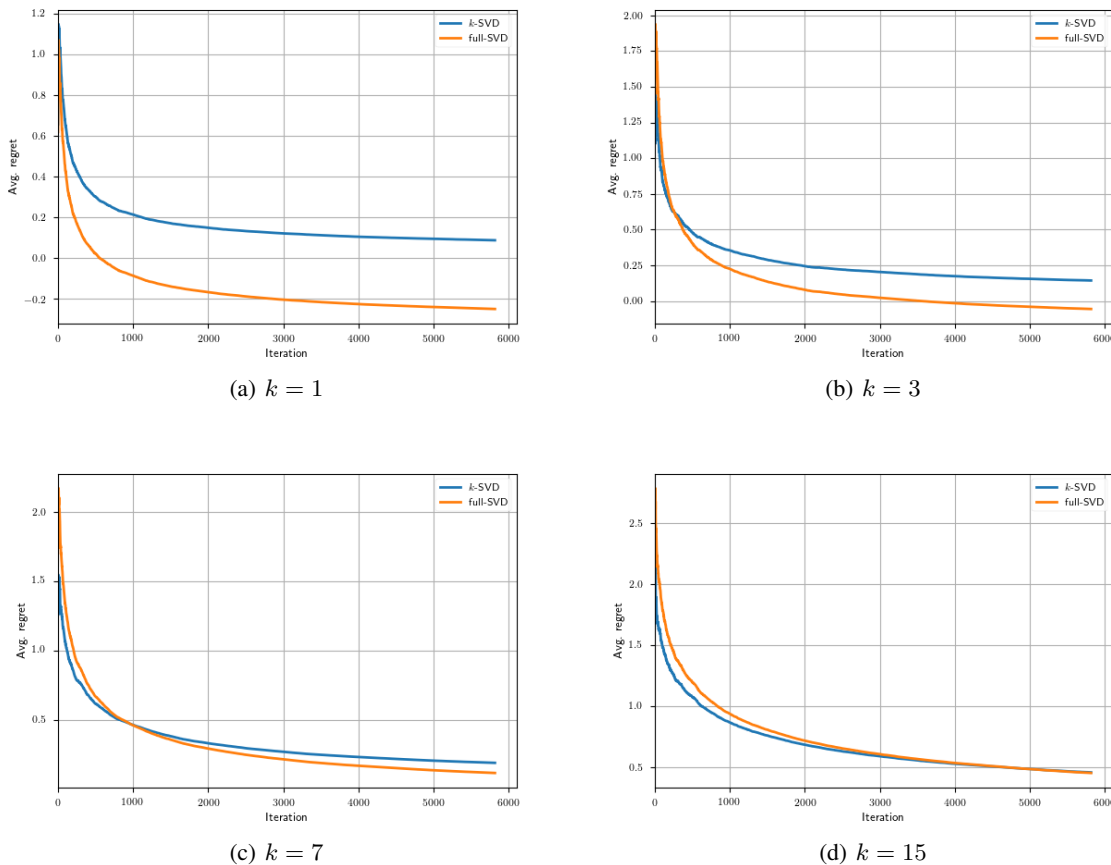 1.2
1.0
0.8
0.6
0.4
0.2
0.0
−0.2
Avg. regret
k-SVD
full-SVD
0 1000 2000 3000 4000 5000 6000
Iteration
(a) k = 1
2.00
1.75
1.50
1.25
1.00
0.75
0.50
0.25
0.00
Avg. regret
k-SVD
full-SVD
0 1000 2000 3000 4000 5000 6000
Iteration
(b) k = 3
2.0
1.5
1.0
0.5
Avg. regret
k-SVD
full-SVD
0 1000 2000 3000 4000 5000 6000
Iteration
(c) k = 7
2.5
2.0
1.5
1.0
0.5
Avg. regret
k-SVD
full-SVD
0 1000 2000 3000 4000 5000 6000
Iteration
(d) k = 15